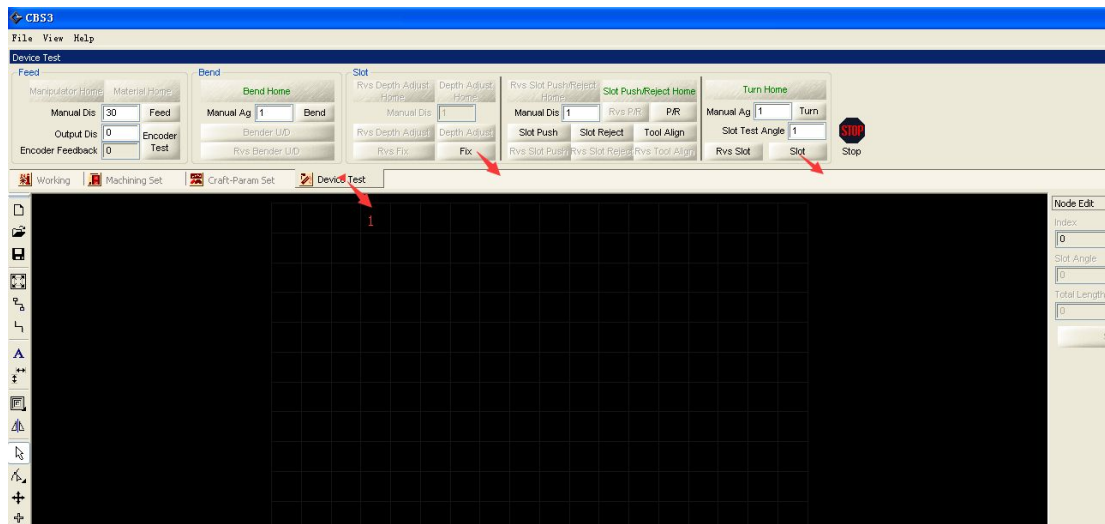 CBS3
File View Help
Device Test
Feed
Manipulator Home Material Home
Manual Dis 30 Feed
Output Dis 0 Encoder Test
Encoder Feedback 0
Bend
Bend Home
Manual Ag 1 Bend
Bender U/D
Rvs Bender U/D
Slot
Rvs Depth Adjust Home Depth Adjust Home
Manual Dis 1
Rvs Depth Adjust Depth Adjust
Rvs Fix Fix
Rvs Slot Push/Reject Home Slot Push/Reject Home
Manual Dis 1 Rvs P/R P/R
Slot Push Slot Reject Tool Align
Rvs Slot Push Rvs Slot Reject Rvs Tool Align
Turn Home
Manual Ag 1 Turn
Slot Test Angle 1
Rvs Slot Slot
STOP
Stop
Working Machining Set Craft-Param Set Device Test
1
A
Node Edit
Index
0
Slot Angle
0
Total Length
0